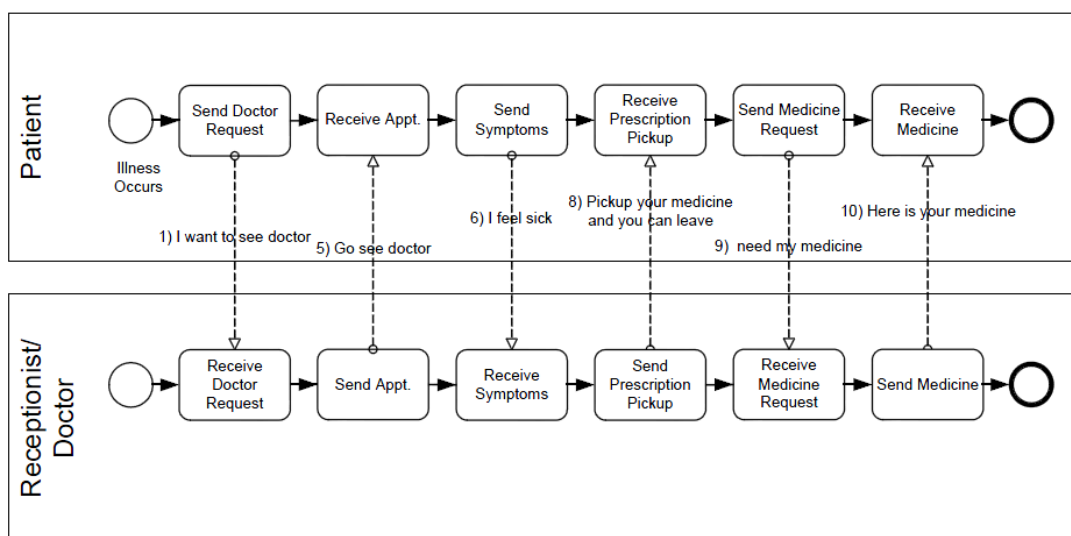 Patient
Send Doctor
Request
Receive Appt.
Send
Symptoms
Receive
Prescription
Pickup
Send Medicine
Request
Receive
Medicine
Illness
Occurs
1) I want to see doctor
5) Go see doctor
6) I feel sick
8) Pickup your medicine
and you can leave
9) need my medicine
10) Here is your medicine
Receptionist/
Doctor
Receive
Doctor
Request
Send Appt.
Receive
Symptoms
Send
Prescription
Pickup
Receive
Medicine
Request
Send Medicine